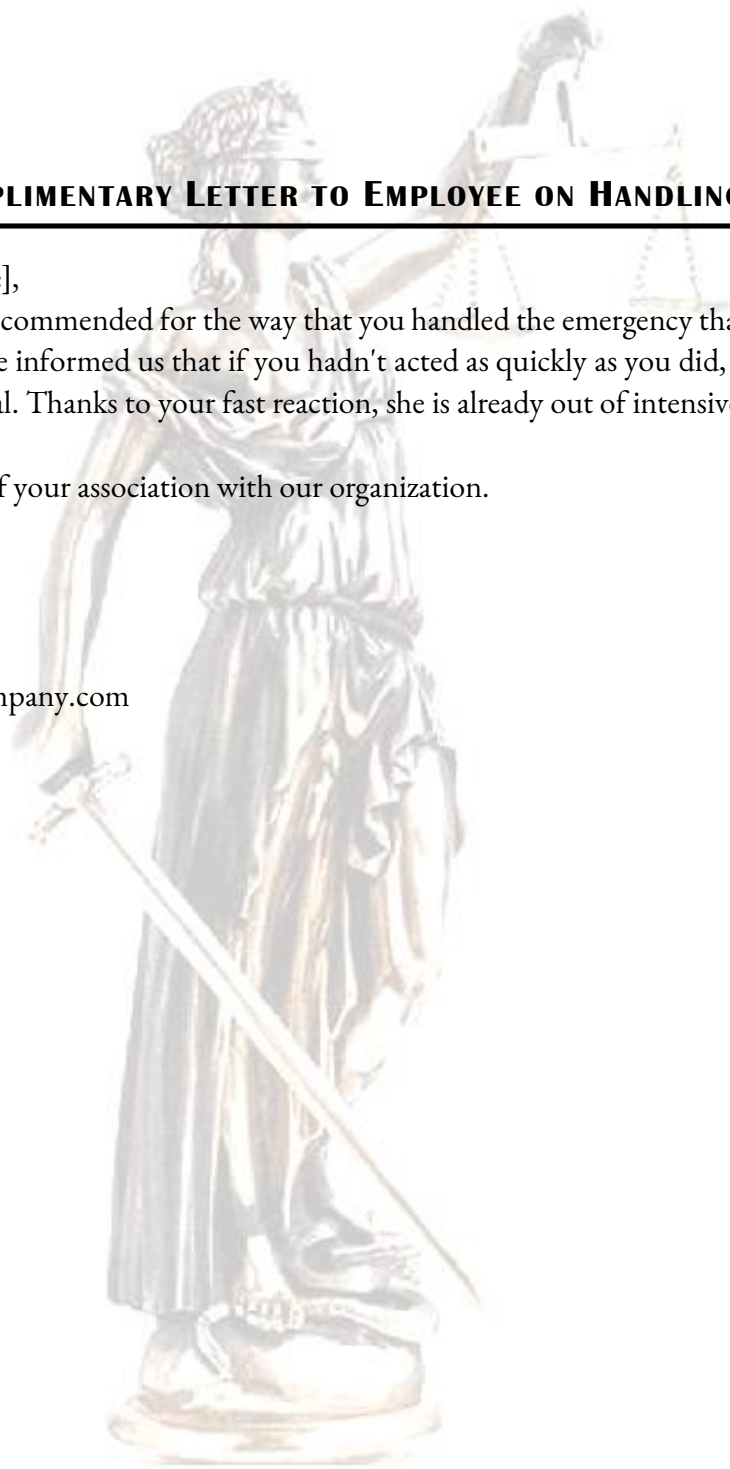 PLIMENTARY LETTER TO EMPLOYEE ON HANDLING
],
commended for the way that you handled the emergency tha
e informed us that if you hadn't acted as quickly as you did,
al. Thanks to your fast reaction, she is already out of intensive
f your association with our organization.
mpany.com